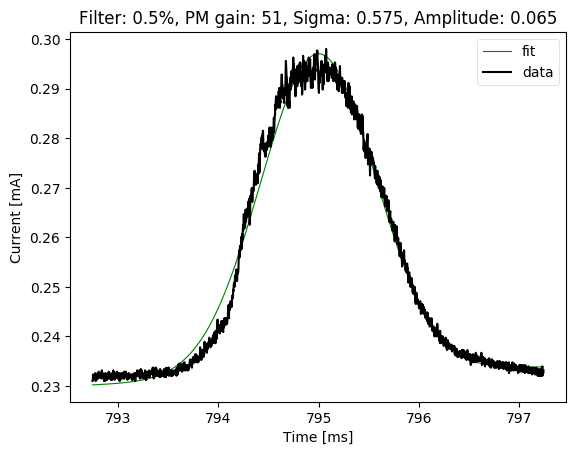 Filter: 0.5%, PM gain: 51, Sigma: 0.575, Amplitude: 0.065
fit
data
Current [mA]
0.30
0.29
0.28
0.27
0.26
0.25
0.24
0.23
793 794 795 796 797
Time [ms]